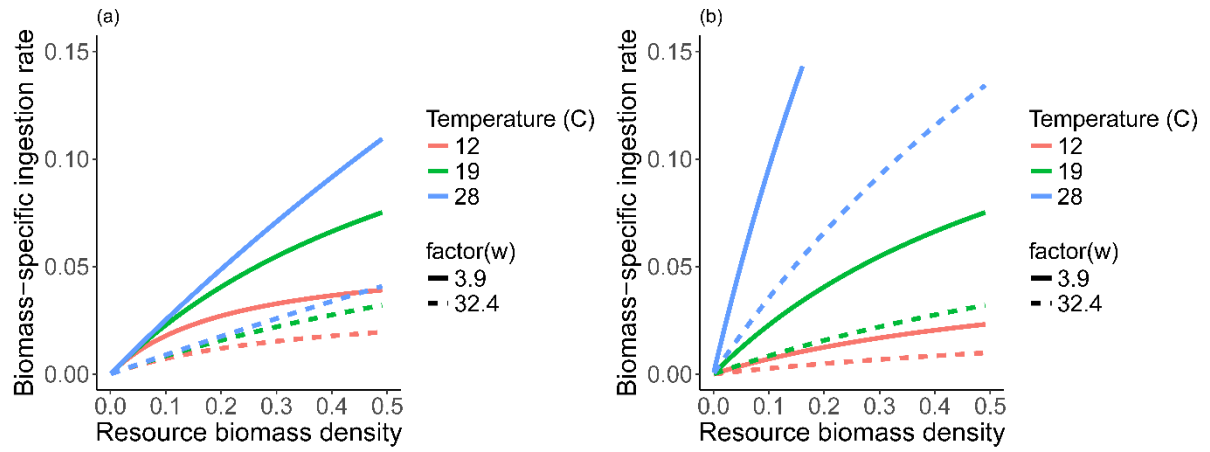 (a)
Biomass−specific ingestion rate
0.15
0.10
0.05
0.00
0.0 0.1 0.2 0.3 0.4 0.5
Resource biomass density
Temperature (C)
12
19
28
factor(w)
3.9
32.4
(b)
Biomass−specific ingestion rate
0.15
0.10
0.05
0.00
0.0 0.1 0.2 0.3 0.4 0.5
Resource biomass density
Temperature (C)
12
19
28
factor(w)
3.9
32.4